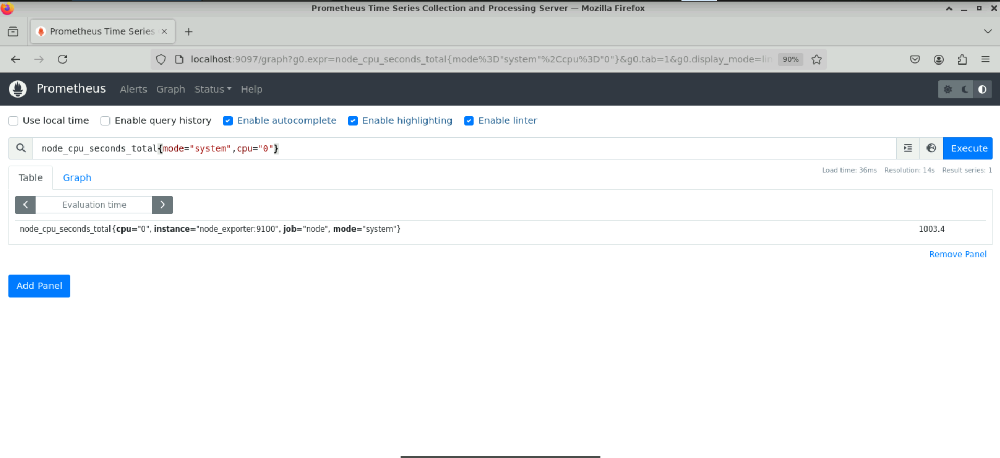 Prometheus Time Series Collection and Processing Server — Mozilla Firefox
Prometheus Time Series
localhost:9097/graph?g0.expr=node_cpu_seconds_total{mode%3D"system"%2Ccpu%3D"0"}&g0.tab=1&g0.display_mode=lin 90%
Prometheus Alerts Graph Status Help
Use local time Enable query history Enable autocomplete Enable highlighting Enable linter
node_cpu_seconds_total{mode="system",cpu="0"} Execute
Load time: 36ms Resolution: 14s Result series: 1
Table Graph
Evaluation time
node_cpu_seconds_total{cpu="0", instance="node_exporter:9100", job="node", mode="system"} 1003.4
Remove Panel
Add Panel